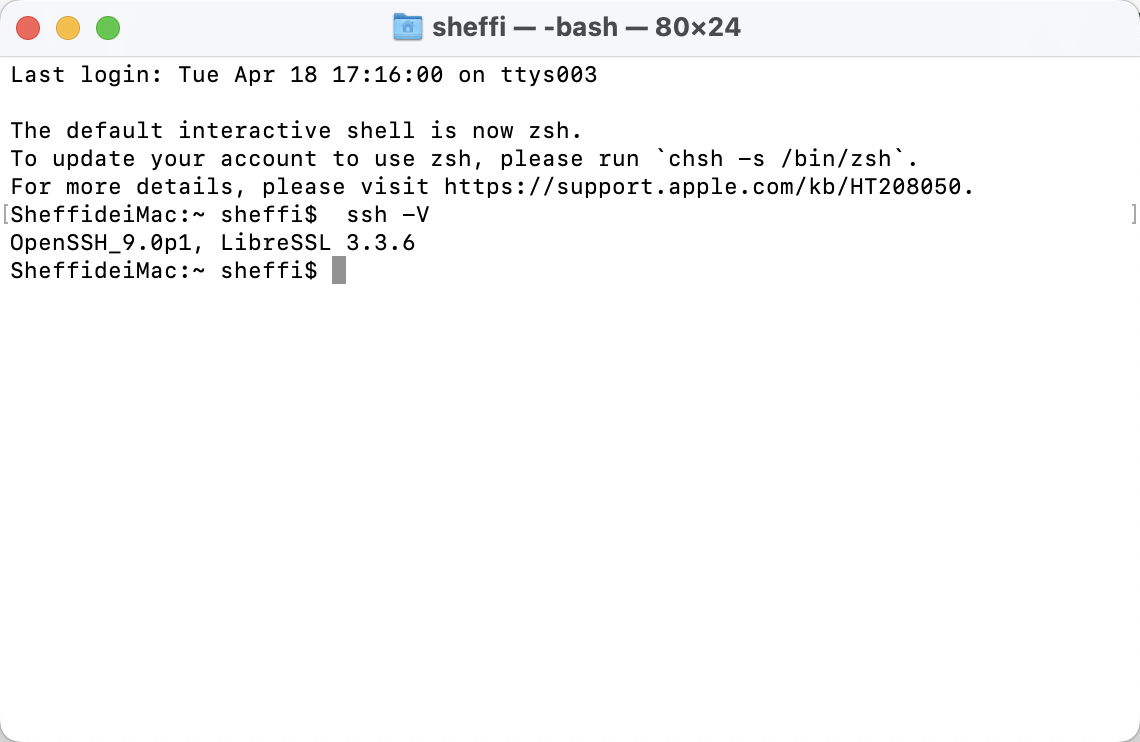 sheffi — -bash — 80×24
Last login: Tue Apr 18 17:16:00 on ttys003
The default interactive shell is now zsh.
To update your account to use zsh, please run `chsh -s /bin/zsh`.
For more details, please visit https://support.apple.com/kb/HT208050.
[SheffideiMac:~ sheffi$  ssh -V ]
OpenSSH_9.0p1, LibreSSL 3.3.6
SheffideiMac:~ sheffi$